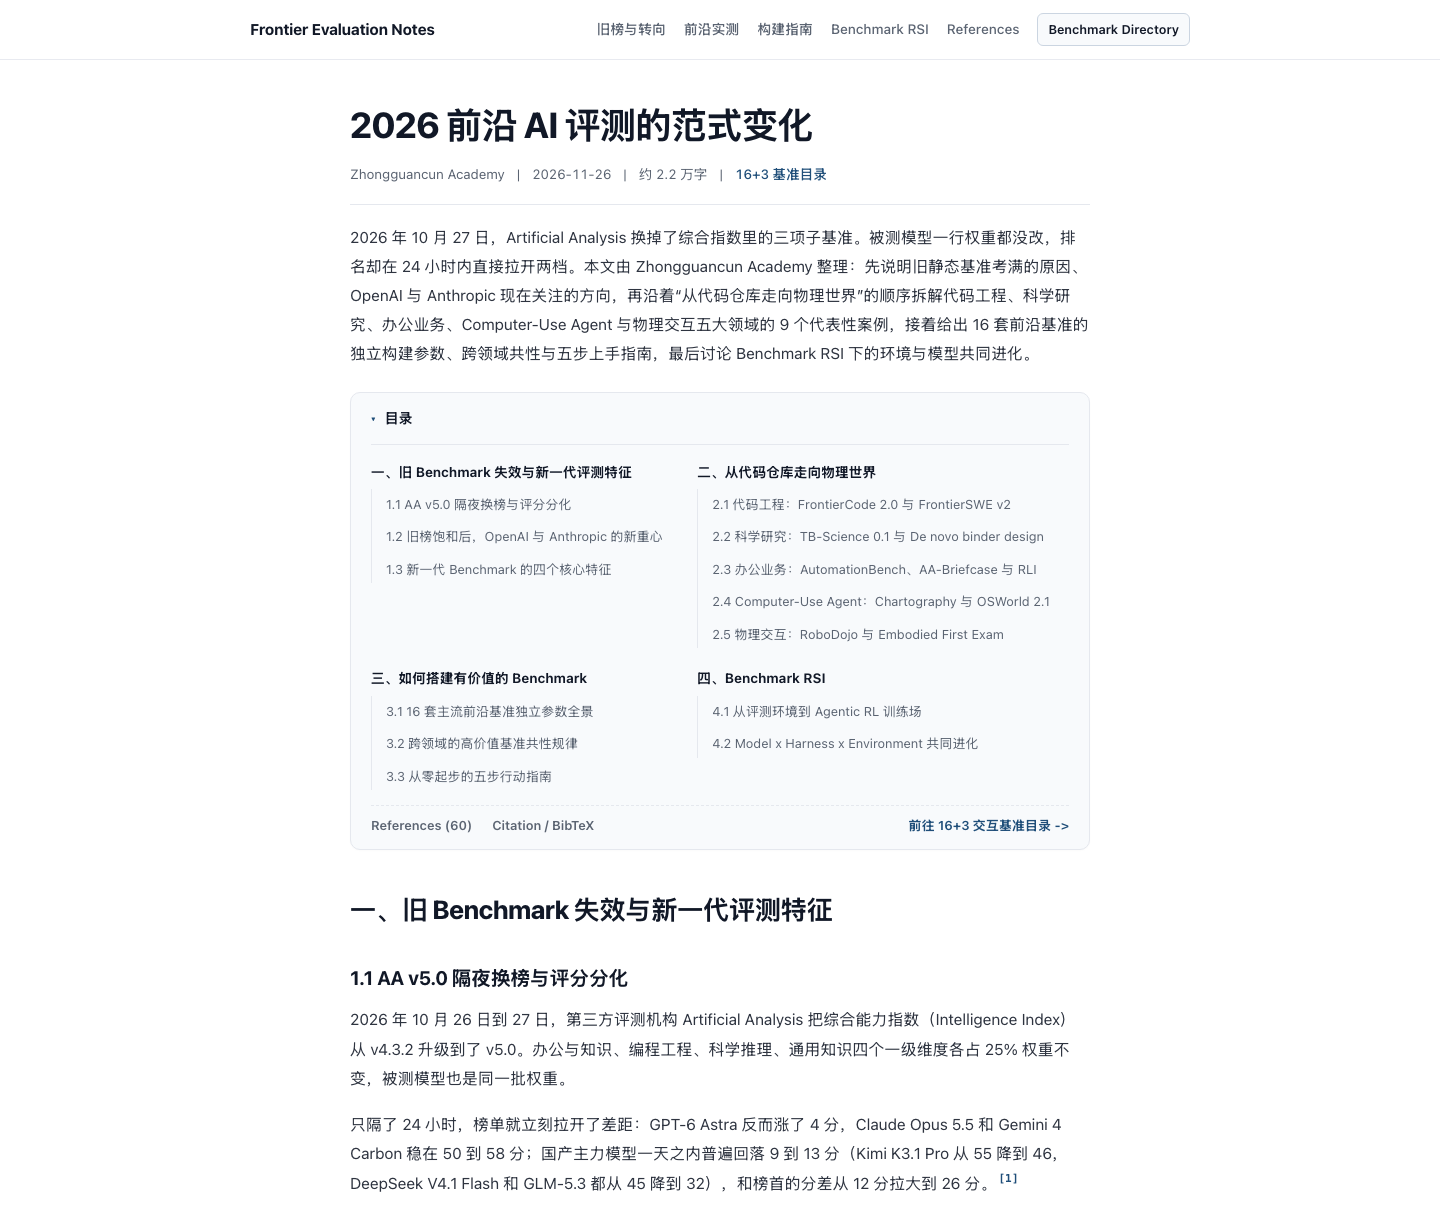 Frontier Evaluation Notes
旧榜与转向 前沿实测 构建指南 Benchmark RSI References Benchmark Directory
2026 前沿 AI 评测的范式变化
Zhongguancun Academy | 2026-11-26 | 约 2.2 万字 | 16+3 基准目录
2026 年 10 月 27 日，Artificial Analysis 换掉了综合指数里的三项子基准。被测模型一行权重都没改，排
名却在 24 小时内直接拉开两档。本文由 Zhongguancun Academy 整理：先说明旧静态基准考满的原因、
OpenAI 与 Anthropic 现在关注的方向，再沿着“从代码仓库走向物理世界”的顺序拆解代码工程、科学研
究、办公业务、Computer-Use Agent 与物理交互五大领域的 9 个代表性案例，接着给出 16 套前沿基准的
独立构建参数、跨领域共性与五步上手指南，最后讨论 Benchmark RSI 下的环境与模型共同进化。
▾ 目录
一、旧 Benchmark 失效与新一代评测特征
1.1 AA v5.0 隔夜换榜与评分分化
1.2 旧榜饱和后，OpenAI 与 Anthropic 的新重心
1.3 新一代 Benchmark 的四个核心特征
二、从代码仓库走向物理世界
2.1 代码工程：FrontierCode 2.0 与 FrontierSWE v2
2.2 科学研究：TB-Science 0.1 与 De novo binder design
2.3 办公业务：AutomationBench、AA-Briefcase 与 RLI
2.4 Computer-Use Agent：Chartography 与 OSWorld 2.1
2.5 物理交互：RoboDojo 与 Embodied First Exam
三、如何搭建有价值的 Benchmark
3.1 16 套主流前沿基准独立参数全景
3.2 跨领域的高价值基准共性规律
3.3 从零起步的五步行动指南
四、Benchmark RSI
4.1 从评测环境到 Agentic RL 训练场
4.2 Model x Harness x Environment 共同进化
References (60) Citation / BibTeX 前往 16+3 交互基准目录 ->
一、旧 Benchmark 失效与新一代评测特征
1.1 AA v5.0 隔夜换榜与评分分化
2026 年 10 月 26 日到 27 日，第三方评测机构 Artificial Analysis 把综合能力指数（Intelligence Index）
从 v4.3.2 升级到了 v5.0。办公与知识、编程工程、科学推理、通用知识四个一级维度各占 25% 权重不
变，被测模型也是同一批权重。
只隔了 24 小时，榜单就立刻拉开了差距：GPT-6 Astra 反而涨了 4 分，Claude Opus 5.5 和 Gemini 4
Carbon 稳在 50 到 58 分；国产主力模型一天之内普遍回落 9 到 13 分（Kimi K3.1 Pro 从 55 降到 46，
DeepSeek V4.1 Flash 和 GLM-5.3 都从 45 降到 32），和榜首的分差从 12 分拉大到 26 分。[1]